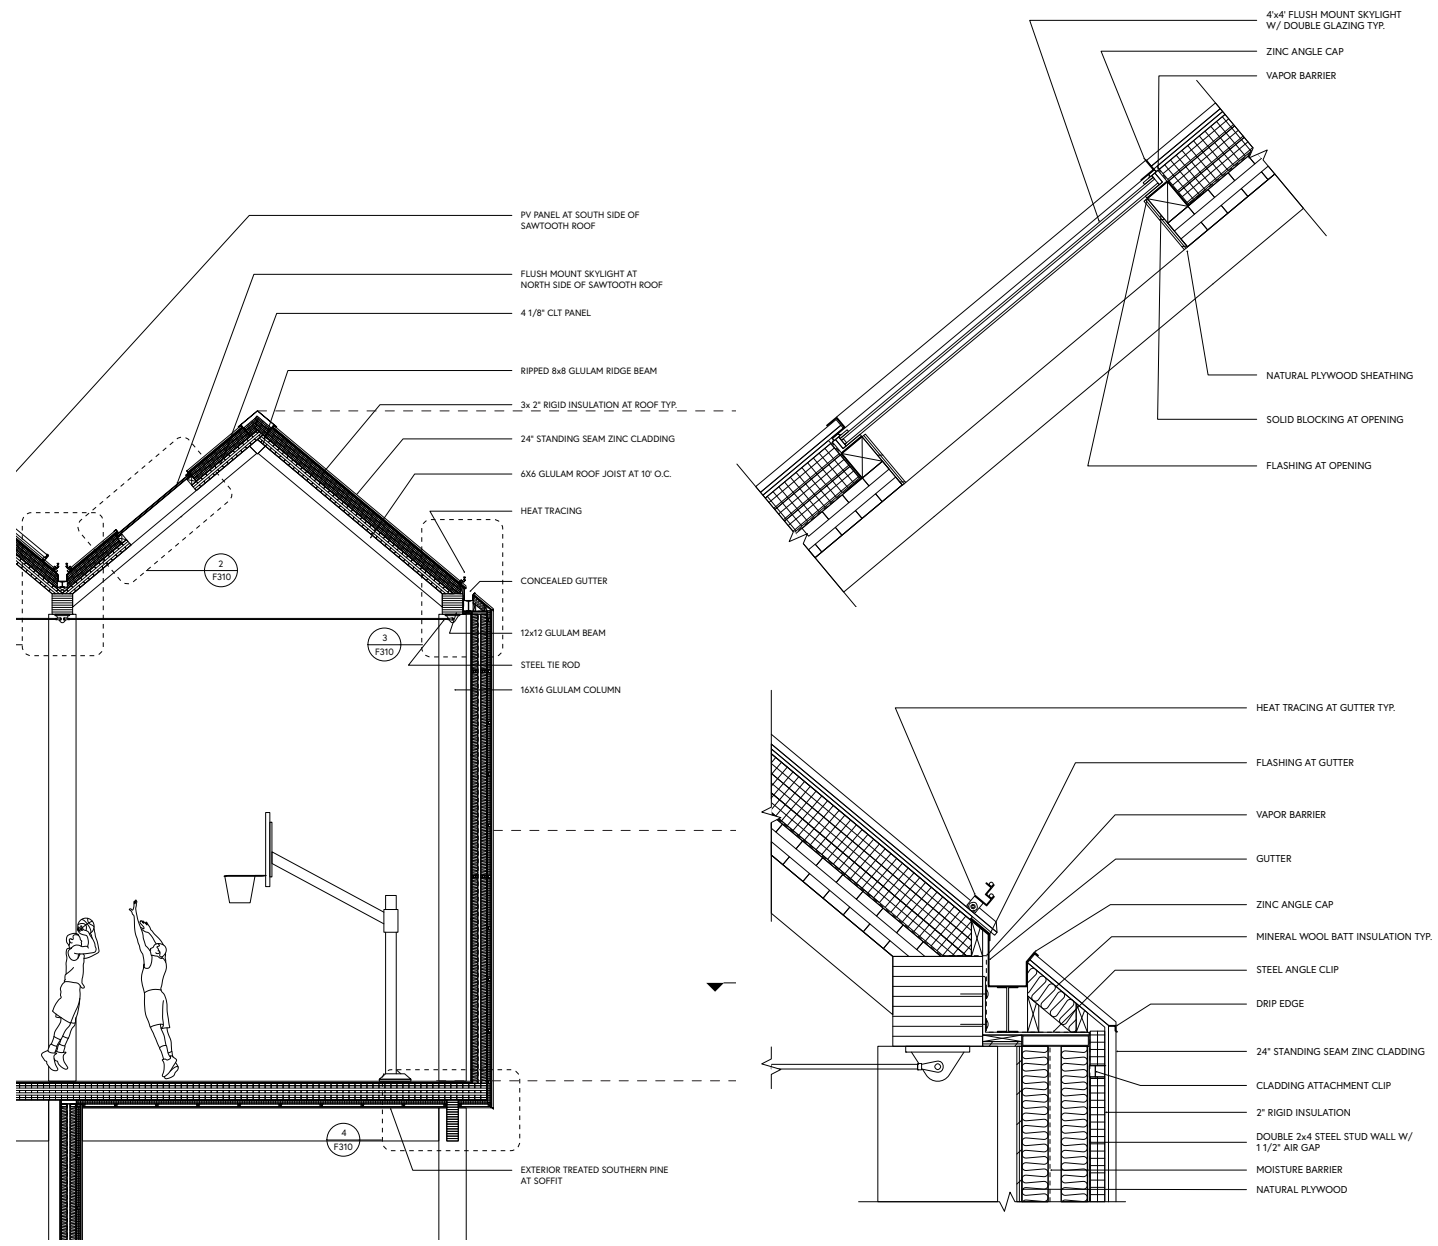 PV PANEL AT SOUTH SIDE OF
SAWTOOTH ROOF
FLUSH MOUNT SKYLIGHT AT
NORTH SIDE OF SAWTOOTH ROOF
4 1/8" CLT PANEL
RIPPED 8x8 GLULAM RIDGE BEAM
3x 2" RIGID INSULATION AT ROOF TYP.
24" STANDING SEAM ZINC CLADDING
6X6 GLULAM ROOF JOIST AT 10' O.C.
HEAT TRACING
2
F310
CONCEALED GUTTER
12x12 GLULAM BEAM
3
F310
STEEL TIE ROD
16X16 GLULAM COLUMN
4
F310
EXTERIOR TREATED SOUTHERN PINE
AT SOFFIT
4'x4' FLUSH MOUNT SKYLIGHT
W/ DOUBLE GLAZING TYP.
ZINC ANGLE CAP
VAPOR BARRIER
NATURAL PLYWOOD SHEATHING
SOLID BLOCKING AT OPENING
FLASHING AT OPENING
HEAT TRACING AT GUTTER TYP.
FLASHING AT GUTTER
VAPOR BARRIER
GUTTER
ZINC ANGLE CAP
MINERAL WOOL BATT INSULATION TYP.
STEEL ANGLE CLIP
DRIP EDGE
24" STANDING SEAM ZINC CLADDING
CLADDING ATTACHMENT CLIP
2" RIGID INSULATION
DOUBLE 2x4 STEEL STUD WALL W/
1 1/2" AIR GAP
MOISTURE BARRIER
NATURAL PLYWOOD